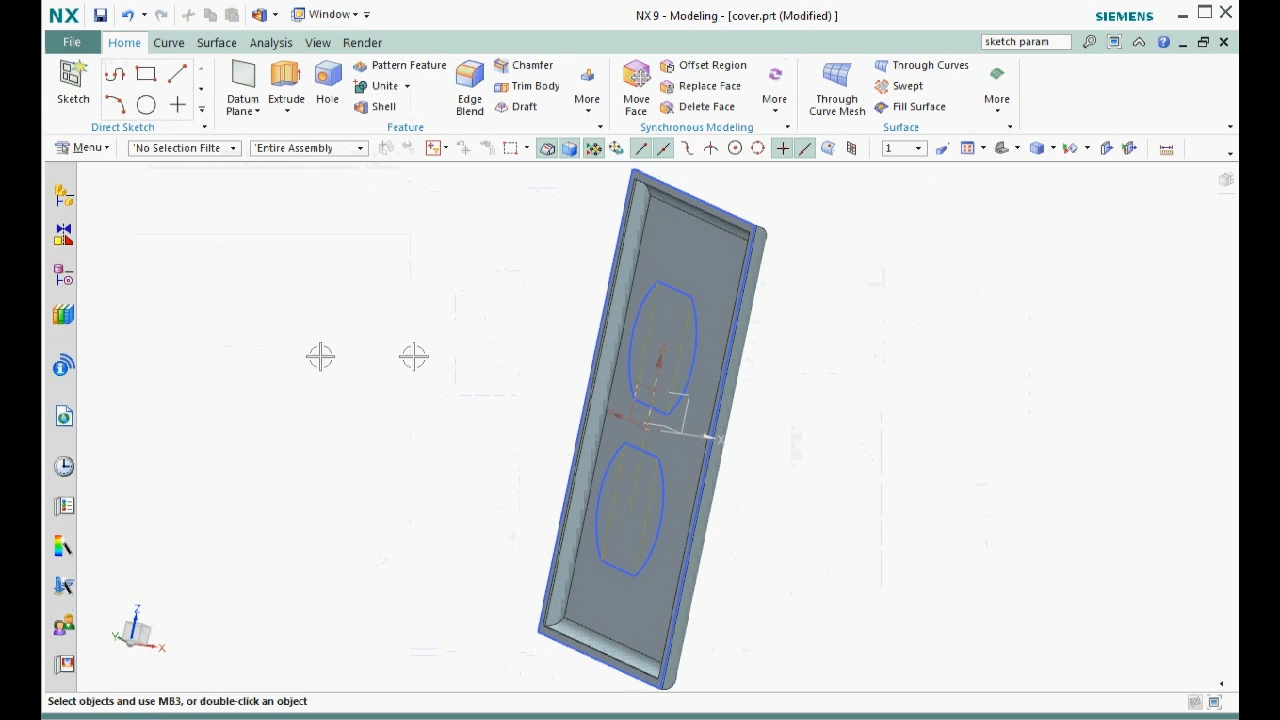 NX Window NX 9 - Modeling - [cover.prt (Modified) ] SIEMENS
File Home Curve Surface Analysis View Render sketch param
Sketch Datum Plane Extrude Hole Pattern Feature Unite Shell Edge Blend Chamfer Trim Body Draft More Move Face Offset Region Replace Face Delete Face More Through Curve Mesh Through Curves Swept Fill Surface More
Direct Sketch Feature Synchronous Modeling Surface
Menu 'No Selection Filte 'Entire Assembly 1
X
Z
Y X
Select objects and use MB3, or double-click an object